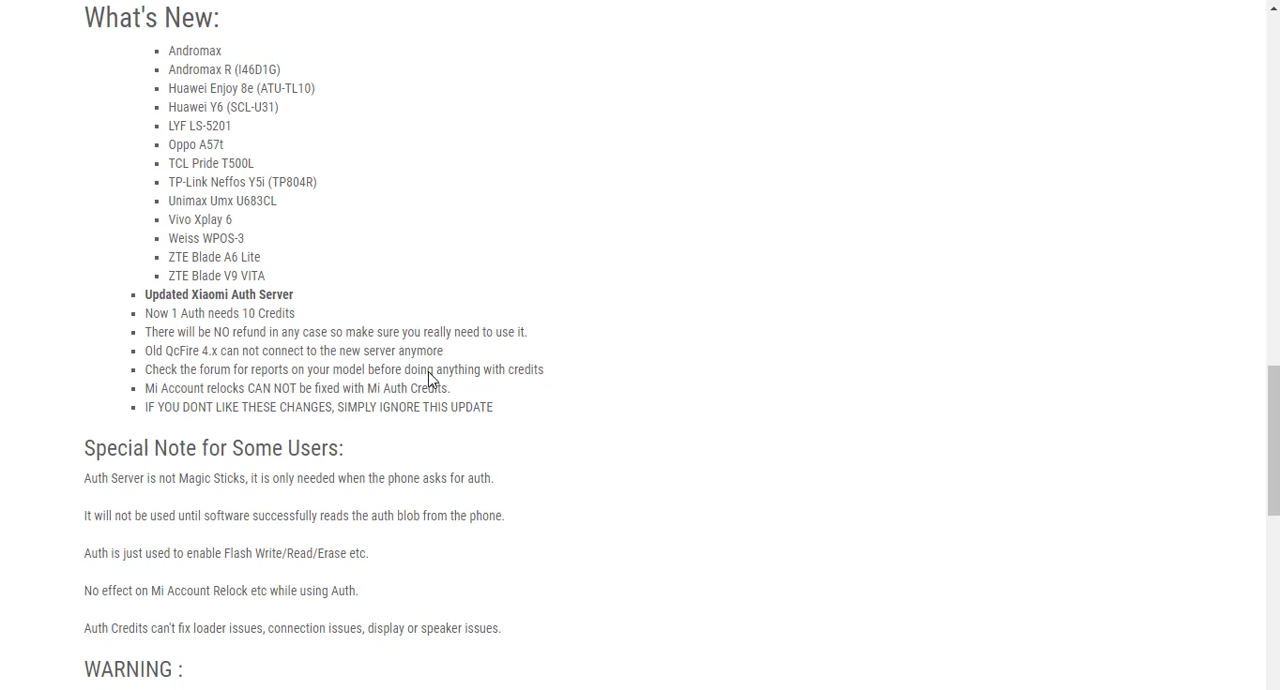 What's New:
Andromax
Andromax R (I46D1G)
Huawei Enjoy 8e (ATU-TL10)
Huawei Y6 (SCL-U31)
LYF LS-5201
Oppo A57t
TCL Pride T500L
TP-Link Neffos Y5i (TP804R)
Unimax Umx U683CL
Vivo Xplay 6
Weiss WPOS-3
ZTE Blade A6 Lite
ZTE Blade V9 VITA
Updated Xiaomi Auth Server
Now 1 Auth needs 10 Credits
There will be NO refund in any case so make sure you really need to use it.
Old QcFire 4.x can not connect to the new server anymore
Check the forum for reports on your model before doing anything with credits
Mi Account relocks CAN NOT be fixed with Mi Auth Credits.
IF YOU DONT LIKE THESE CHANGES, SIMPLY IGNORE THIS UPDATE
Special Note for Some Users:
Auth Server is not Magic Sticks, it is only needed when the phone asks for auth.
It will not be used until software successfully reads the auth blob from the phone.
Auth is just used to enable Flash Write/Read/Erase etc.
No effect on Mi Account Relock etc while using Auth.
Auth Credits can't fix loader issues, connection issues, display or speaker issues.
WARNING :